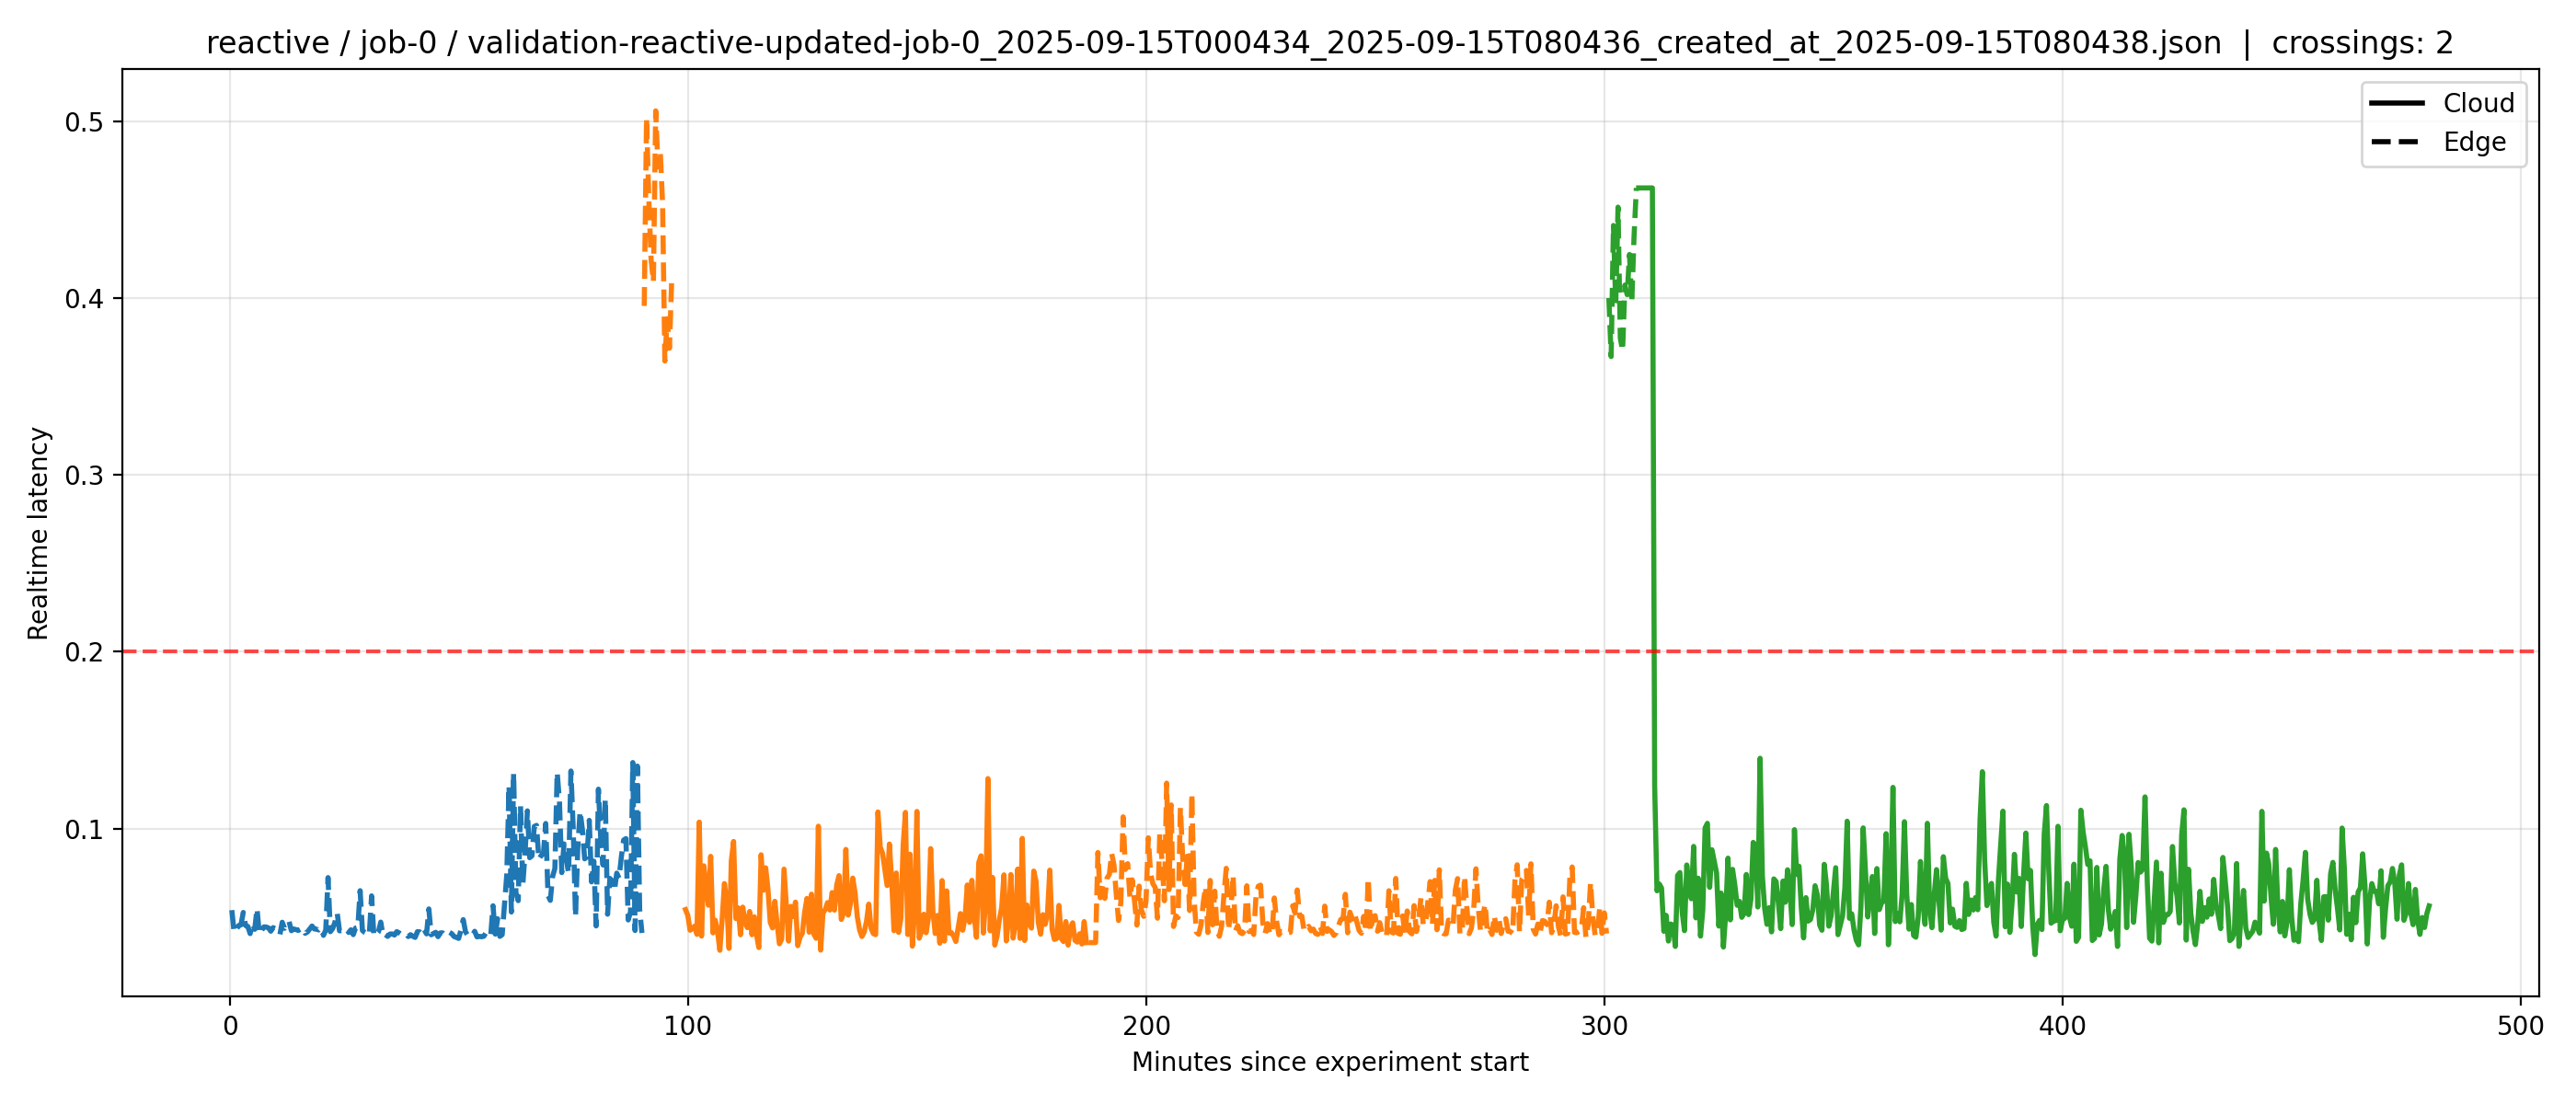 reactive / job-0 / validation-reactive-updated-job-0_2025-09-15T000434_2025-09-15T080436_created_at_2025-09-15T080438.json | crossings: 2
Cloud
Edge
Realtime latency
0.5
0.4
0.3
0.2
0.1
0 100 200 300 400 500
Minutes since experiment start